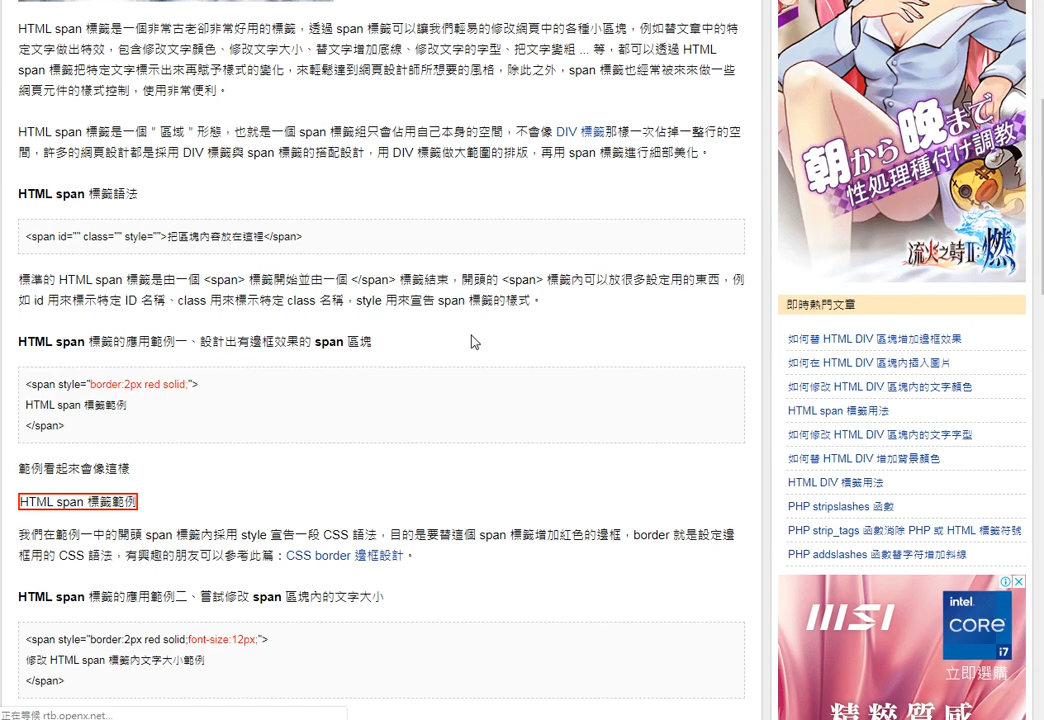 HTML span 標籤是一個非常古老卻非常好用的標籤，透過 span 標籤可以讓我們輕易的修改網頁中的各種小區塊，例如替文章中的特
定文字做出特效，包含修改文字顏色、修改文字大小、替文字增加底線、修改文字的字型、把文字變粗 ... 等，都可以透過 HTML
span 標籤把特定文字標示出來再賦予樣式的變化，來輕鬆達到網頁設計師所想要的風格，除此之外，span 標籤也經常被來來做一些
網頁元件的樣式控制，使用非常便利。
HTML span 標籤是一個 " 區域 " 形態，也就是一個 span 標籤組只會佔用自己本身的空間，不會像 DIV 標籤那樣一次佔掉一整行的空
間，許多的網頁設計都是採用 DIV 標籤與 span 標籤的搭配設計，用 DIV 標籤做大範圍的排版，再用 span 標籤進行細部美化。
HTML span 標籤語法
<span id="" class="" style="">把區塊內容放在這裡</span>
標準的 HTML span 標籤是由一個 <span> 標籤開始並由一個 </span> 標籤結束，開頭的 <span> 標籤內可以放很多設定用的東西，例
如 id 用來標示特定 ID 名稱、class 用來標示特定 class 名稱，style 用來宣告 span 標籤的樣式。
HTML span 標籤的應用範例一、設計出有邊框效果的 span 區塊
<span style="border:2px red solid;">
HTML span 標籤範例
</span>
範例看起來會像這樣
HTML span 標籤範例
我們在範例一中的開頭 span 標籤內採用 style 宣告一段 CSS 語法，目的是要替這個 span 標籤增加紅色的邊框，border 就是設定邊
框用的 CSS 語法，有興趣的朋友可以參考此篇：CSS border 邊框設計。
HTML span 標籤的應用範例二、嘗試修改 span 區塊內的文字大小
<span style="border:2px red solid;font-size:12px;">
修改 HTML span 標籤內文字大小範例
</span>
正在等候 rtb.openx.net...
朝から晩まで
性処理種付け調教
流火之詩II:燃
即時熱門文章
如何替 HTML DIV 區塊增加邊框效果
如何在 HTML DIV 區塊內插入圖片
如何修改 HTML DIV 區塊內的文字顏色
HTML span 標籤用法
如何修改 HTML DIV 區塊內的文字字型
如何替 HTML DIV 增加背景顏色
HTML DIV 標籤用法
PHP stripslashes 函數
PHP strip_tags 函數消除 PHP 或 HTML 標籤符號
PHP addslashes 函數替字符增加斜線
msi
intel.
CORE
i7
立即選購
精粹質感